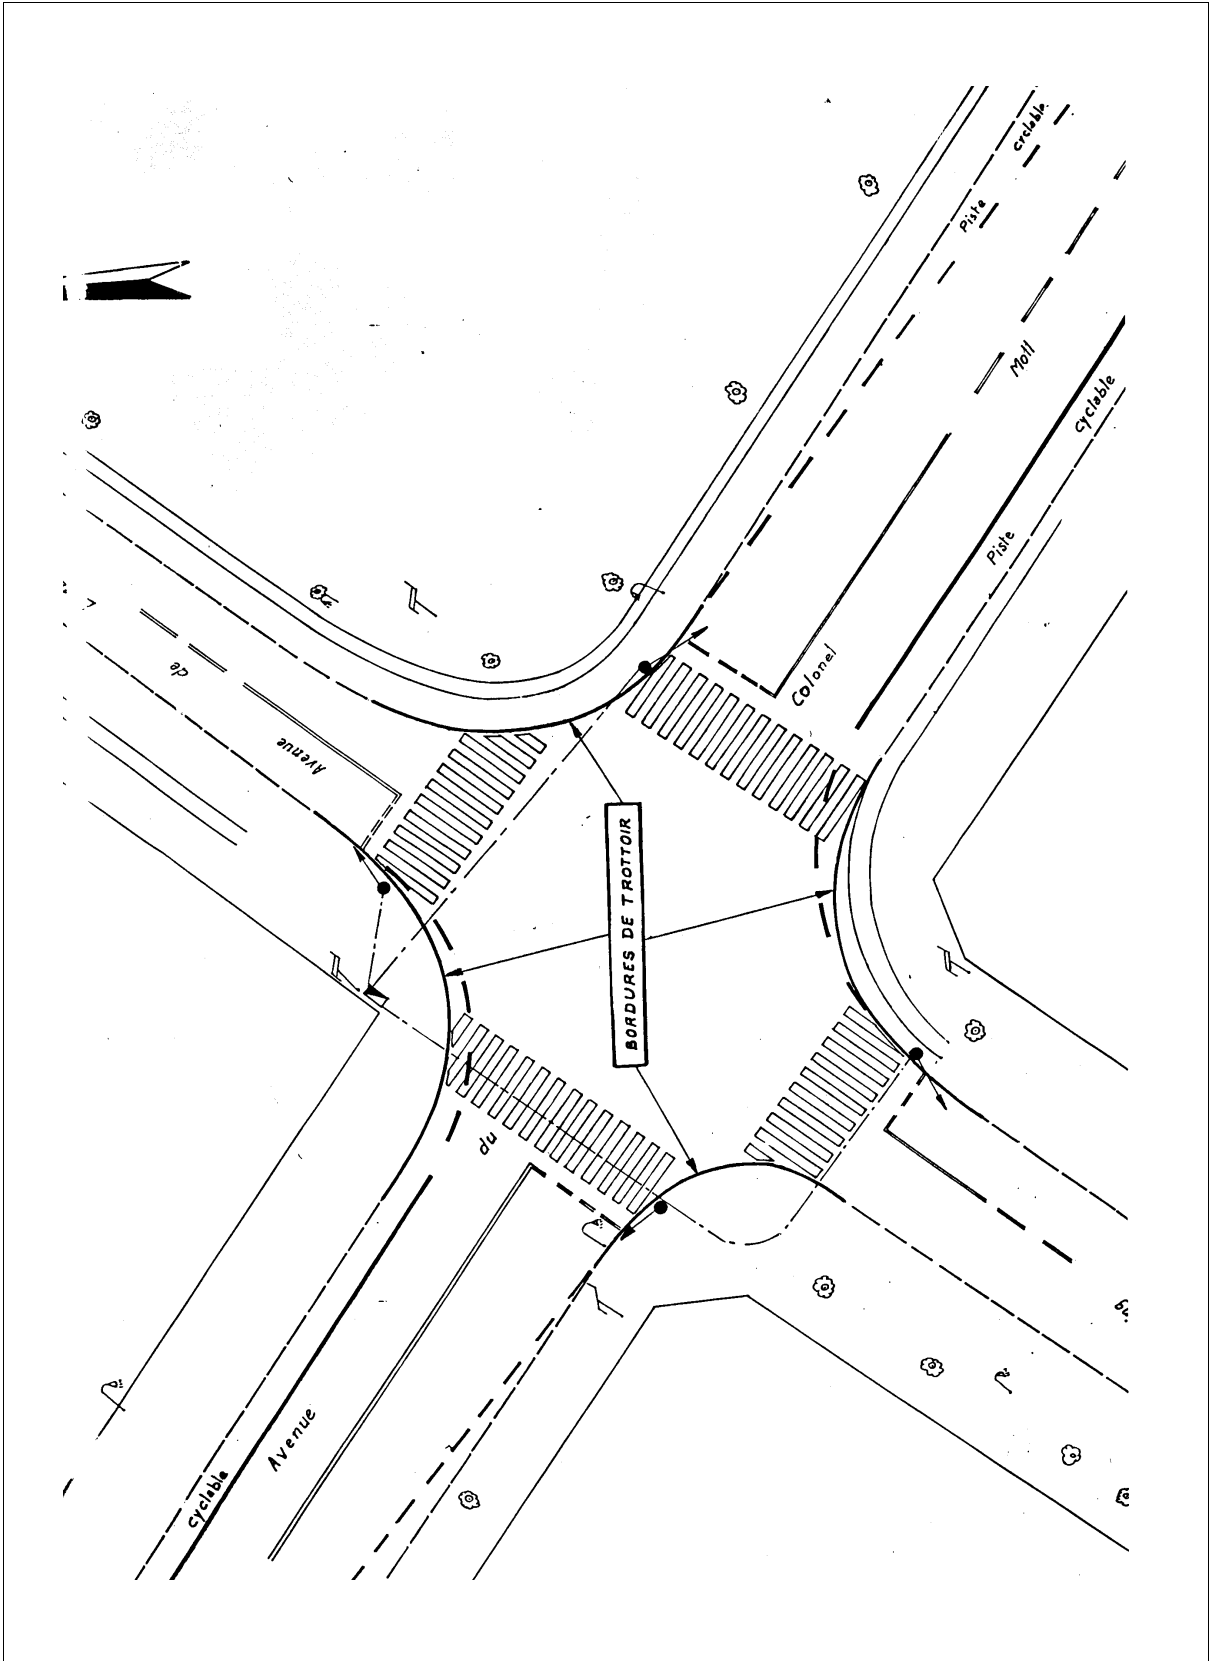 cyclable
Piste
Moll
cyclable
Piste
Colonel
de
Avenue
BORDURES DE TROTTOIR
du
Avenue
cyclable